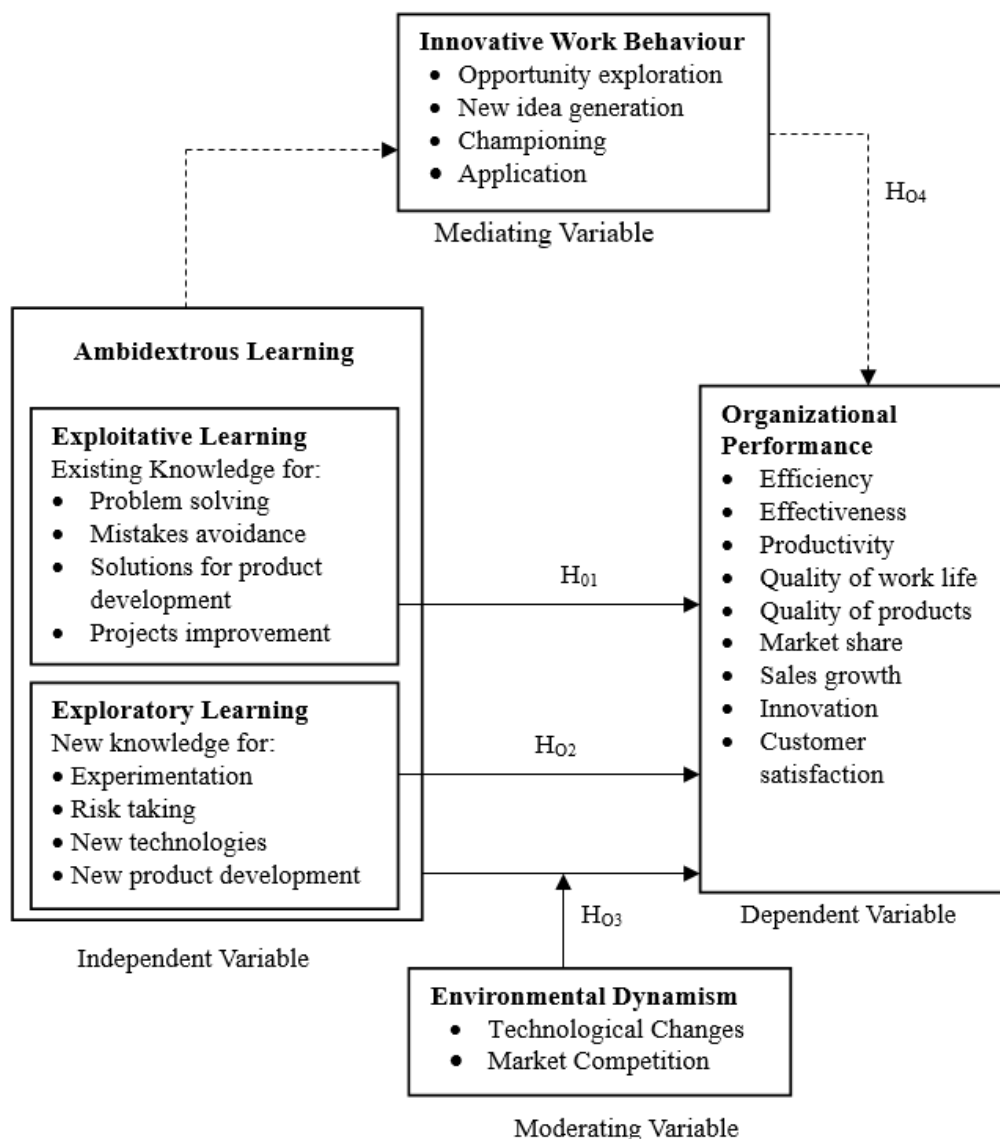 Innovative Work Behaviour
• Opportunity exploration
• New idea generation
• Championing
• Application
Mediating Variable
HO4
Ambidextrous Learning
Exploitative Learning
Existing Knowledge for:
• Problem solving
• Mistakes avoidance
• Solutions for product
development
• Projects improvement
H01
Exploratory Learning
New knowledge for:
• Experimentation
• Risk taking
• New technologies
• New product development
HO2
Independent Variable
Organizational
Performance
• Efficiency
• Effectiveness
• Productivity
• Quality of work life
• Quality of products
• Market share
• Sales growth
• Innovation
• Customer
satisfaction
Dependent Variable
HO3
Environmental Dynamism
• Technological Changes
• Market Competition
Moderating Variable